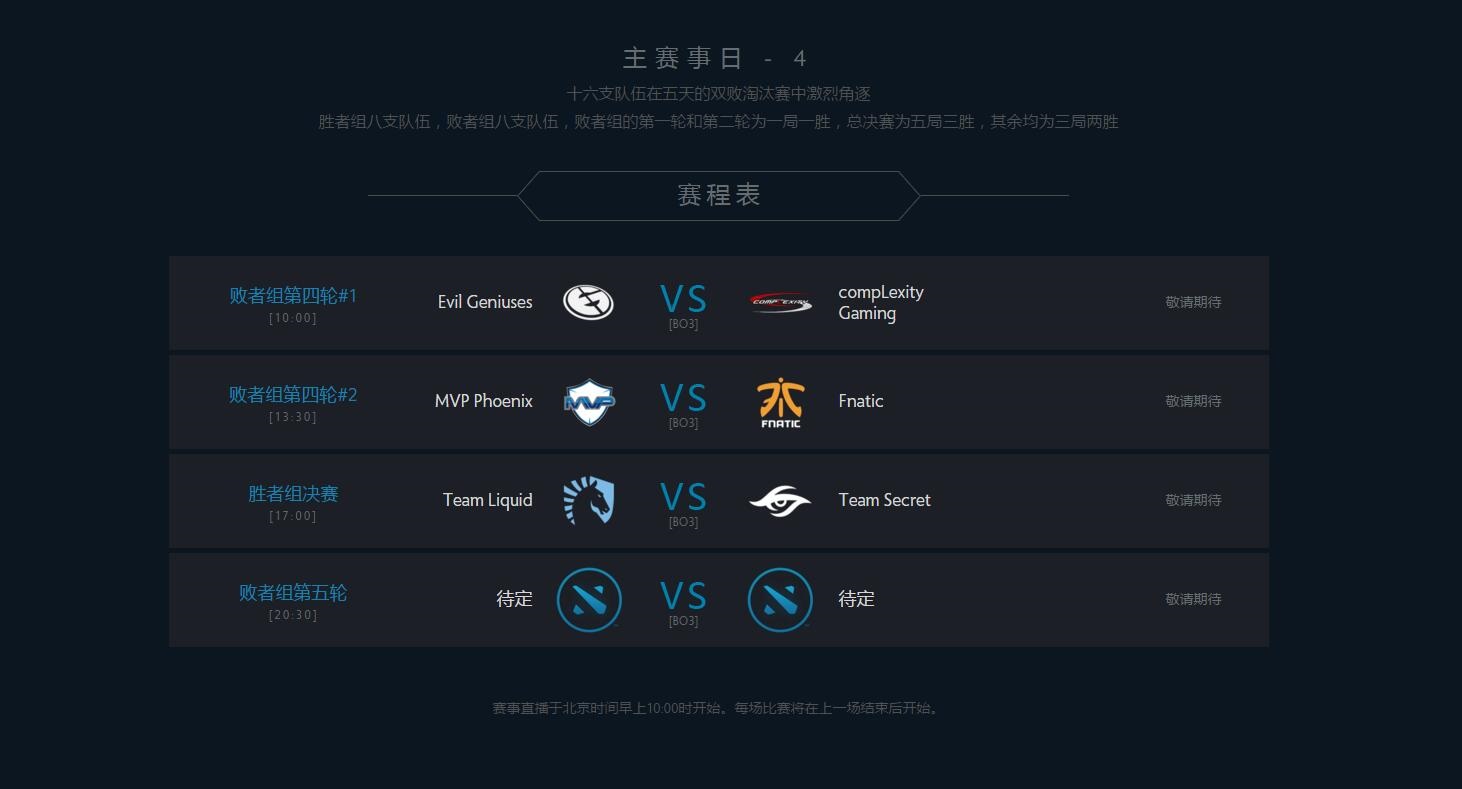 主赛事日 - 4
十六支队伍在五天的双败淘汰赛中激烈角逐
胜者组八支队伍，败者组八支队伍，败者组的第一轮和第二轮为一局一胜，总决赛为五局三胜，其余均为三局两胜
赛程表
败者组第四轮#1
[10:00]
Evil Geniuses
VS
[BO3]
COMPLEXITY
compLexity
Gaming
敬请期待
败者组第四轮#2
[13:30]
MVP Phoenix
MVP
VS
[BO3]
FNATIC
Fnatic
敬请期待
胜者组决赛
[17:00]
Team Liquid
VS
[BO3]
Team Secret
敬请期待
败者组第五轮
[20:30]
待定
VS
[BO3]
待定
敬请期待
赛事直播于北京时间早上10:00时开始。每场比赛将在上一场结束后开始。